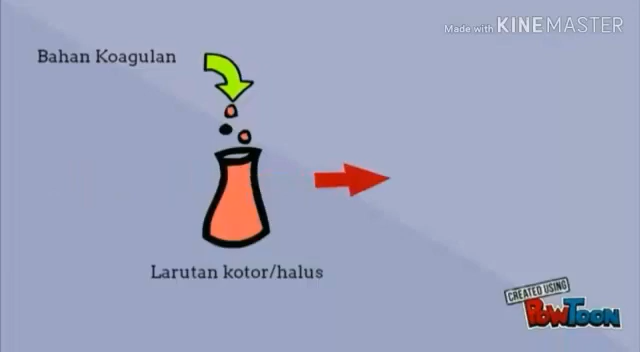 Made with KINEMASTER
Bahan Koagulan
Larutan kotor/halus
CREATED USING
POWTOON